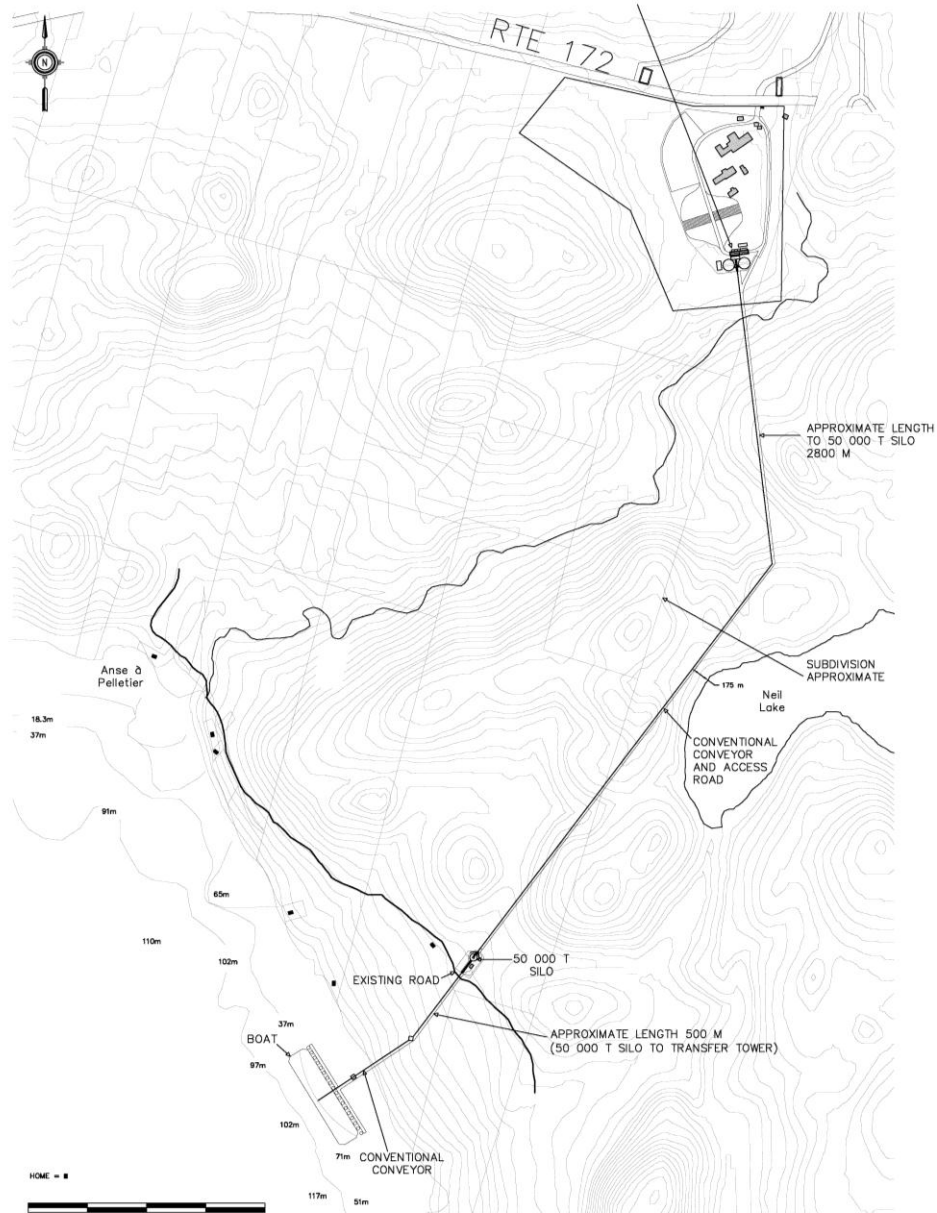 N
RTE 172
APPROXIMATE LENGTH
TO 50 000 T SILO
2800 M
Anse à
Pelletier
SUBDIVISION
APPROXIMATE
175 m
Neil
Lake
18.3m
37m
CONVENTIONAL
CONVEYOR
AND ACCESS
ROAD
91m
65m
110m
102m
50 000 T
SILO
EXISTING ROAD
37m
BOAT
APPROXIMATE LENGTH 500 M
(50 000 T SILO TO TRANSFER TOWER)
97m
102m
71m
CONVENTIONAL
CONVEYOR
HOME =
117m
51m